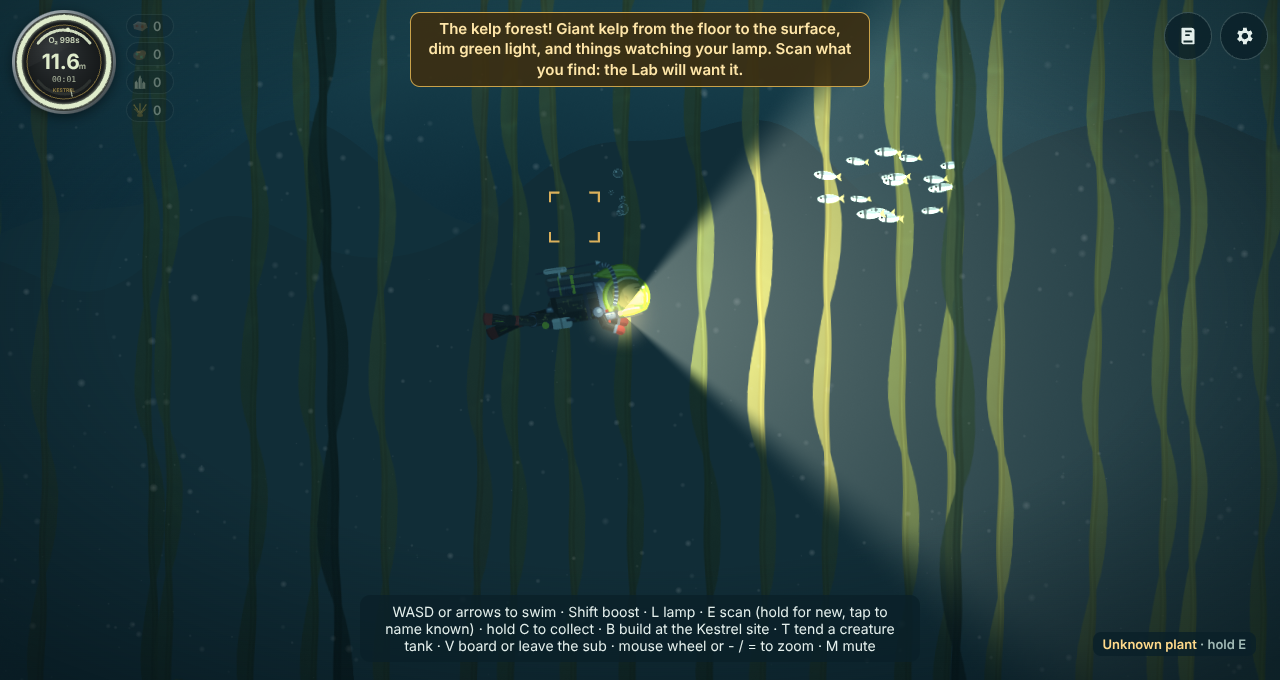 O₂ 998s
11.6m
00:01
KESTREL
0
0
0
0
The kelp forest! Giant kelp from the floor to the surface,
dim green light, and things watching your lamp. Scan what
you find: the Lab will want it.
WASD or arrows to swim · Shift boost · L lamp · E scan (hold for new, tap to
name known) · hold C to collect · B build at the Kestrel site · T tend a creature
tank · V board or leave the sub · mouse wheel or - / = to zoom · M mute
Unknown plant · hold E